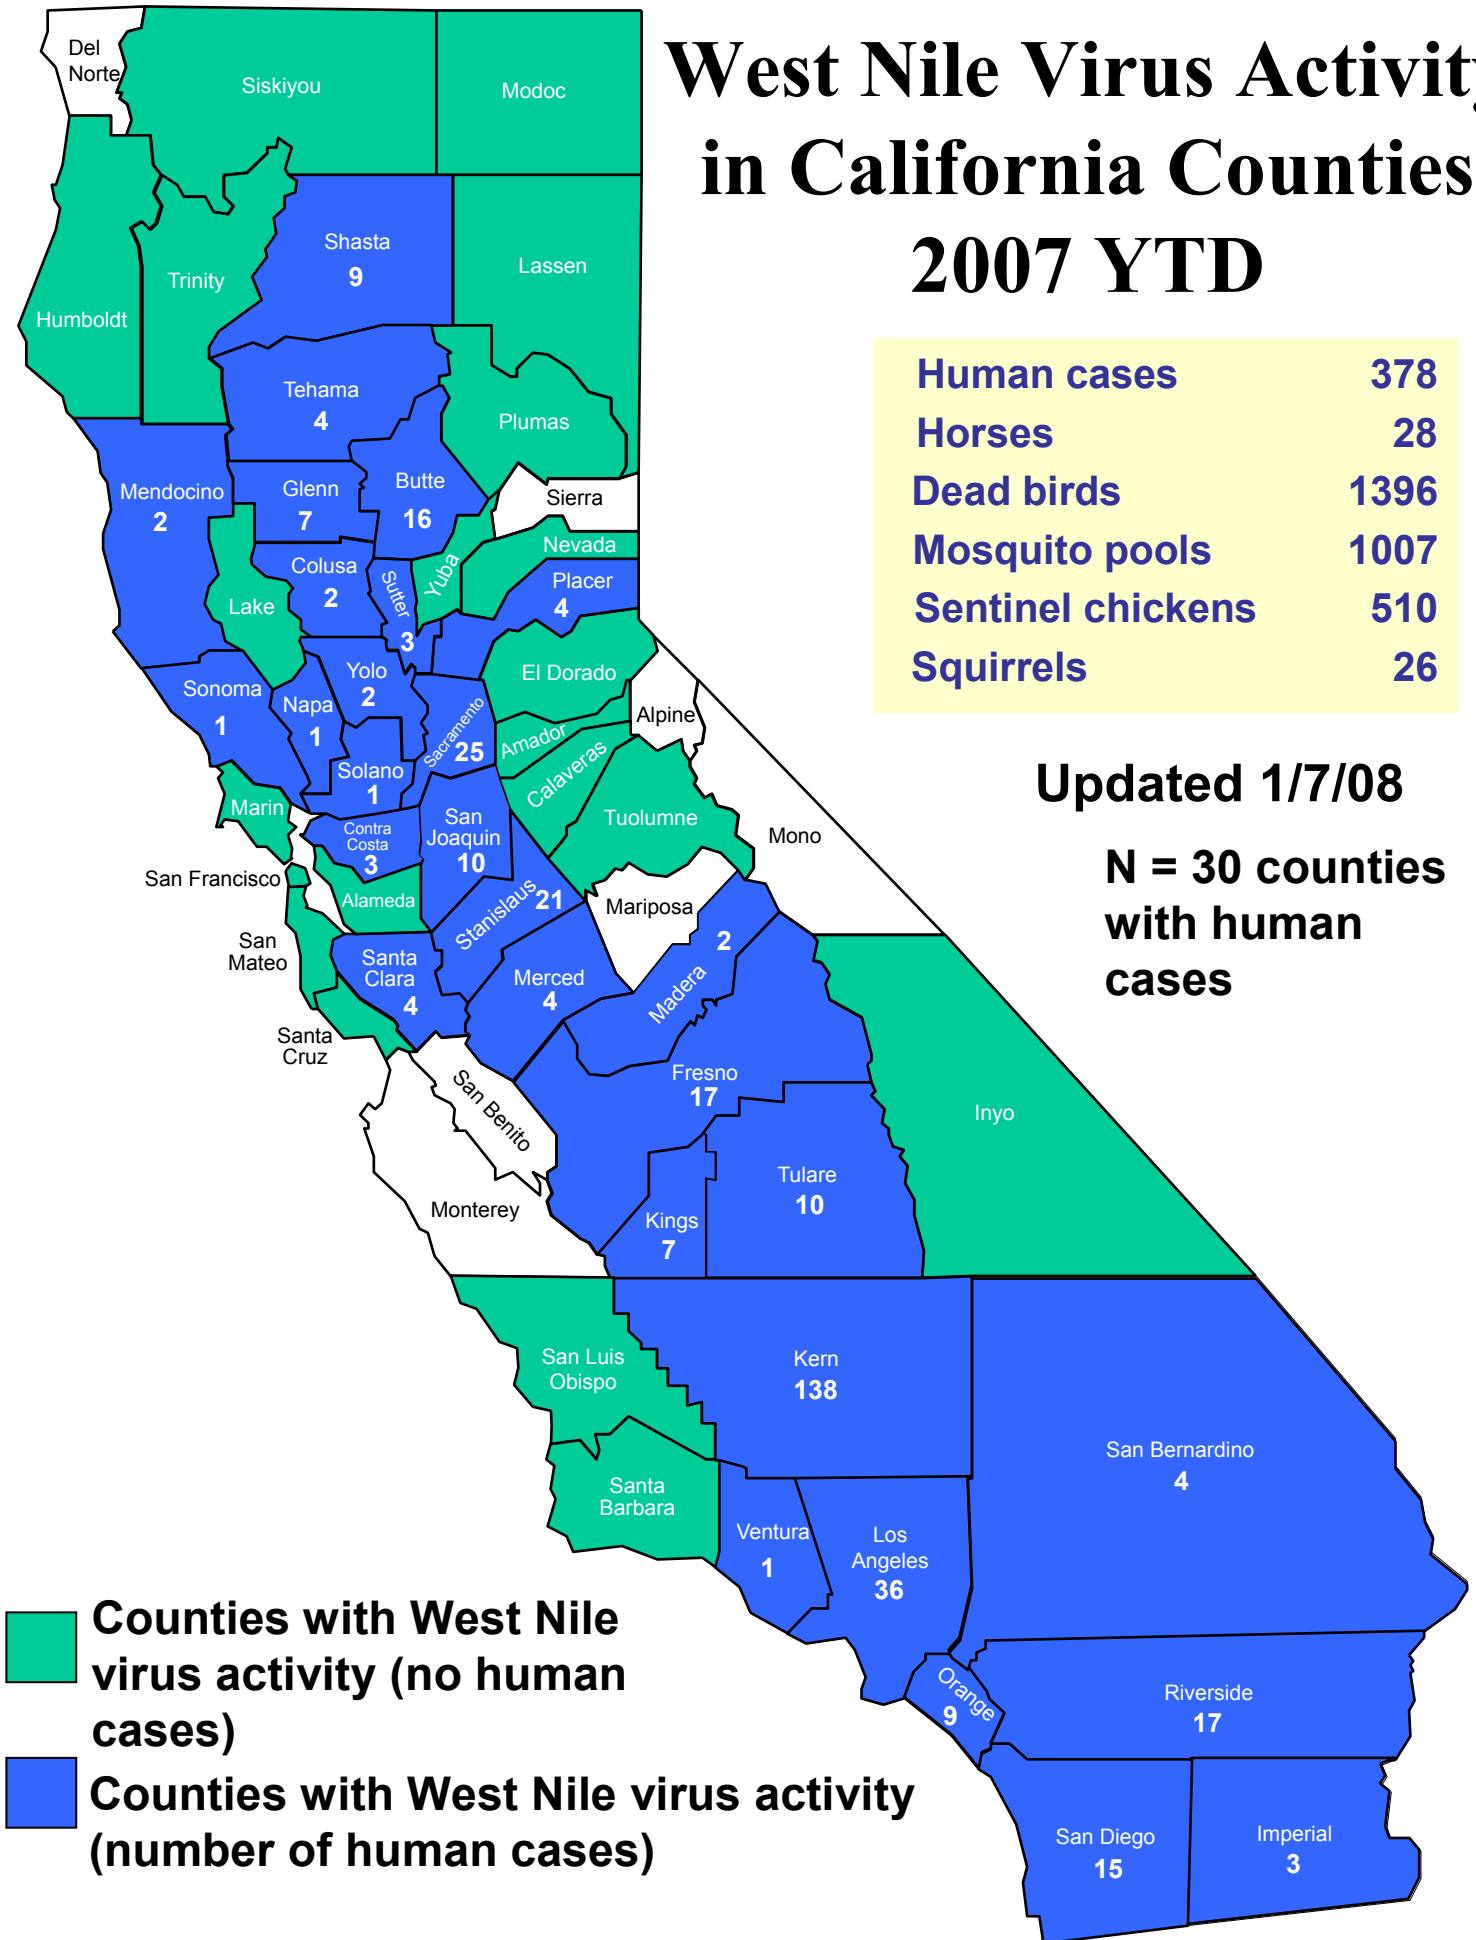 West Nile Virus Activity
in California Counties
2007 YTD
Human cases 378
Horses 28
Dead birds 1396
Mosquito pools 1007
Sentinel chickens 510
Squirrels 26
Updated 1/7/08
N = 30 counties
with human
cases
Del
Norte
Siskiyou
Modoc
Humboldt
Trinity
Shasta
9
Lassen
Tehama
4
Plumas
Mendocino
2
Glenn
7
Butte
16
Sierra
Lake
Colusa
2
Sutter
3
Yuba
Nevada
Placer
4
Sonoma
1
Napa
1
Yolo
2
Sacramento
25
El Dorado
Alpine
Solano
1
Amador
Calaveras
Tuolumne
Mono
Marin
Contra
Costa
3
San
Joaquin
10
San Francisco
Alameda
Stanislaus
21
Mariposa
San
Mateo
Santa
Clara
4
Merced
4
Madera
2
Santa
Cruz
San Benito
Fresno
17
Inyo
Monterey
Kings
7
Tulare
10
San Luis
Obispo
Kern
138
San Bernardino
4
Santa
Barbara
Ventura
1
Los
Angeles
36
Orange
9
Riverside
17
San Diego
15
Imperial
3
Counties with West Nile
virus activity (no human
cases)
Counties with West Nile virus activity
(number of human cases)